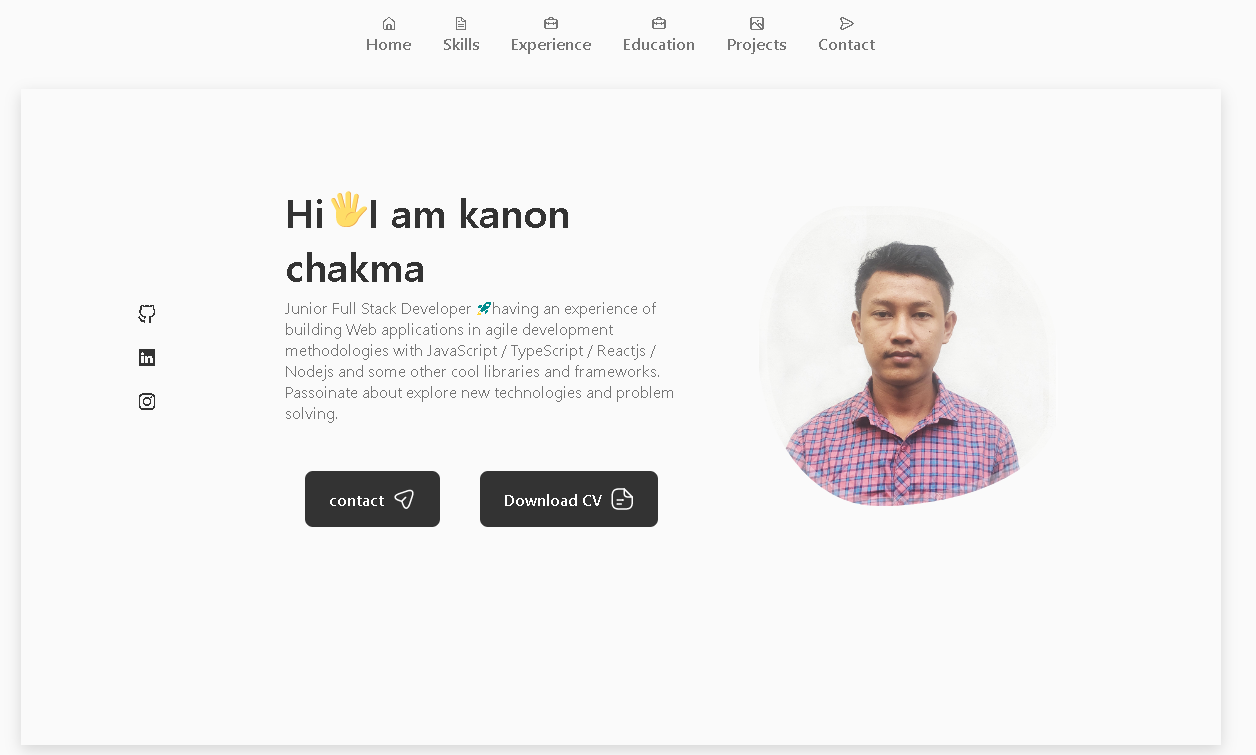 Home Skills Experience Education Projects Contact
Hi🖐I am kanon
chakma
Junior Full Stack Developer 🚀having an experience of
building Web applications in agile development
methodologies with JavaScript / TypeScript / Reactjs /
Nodejs and some other cool libraries and frameworks.
Passoinate about explore new technologies and problem
solving.
contact Download CV